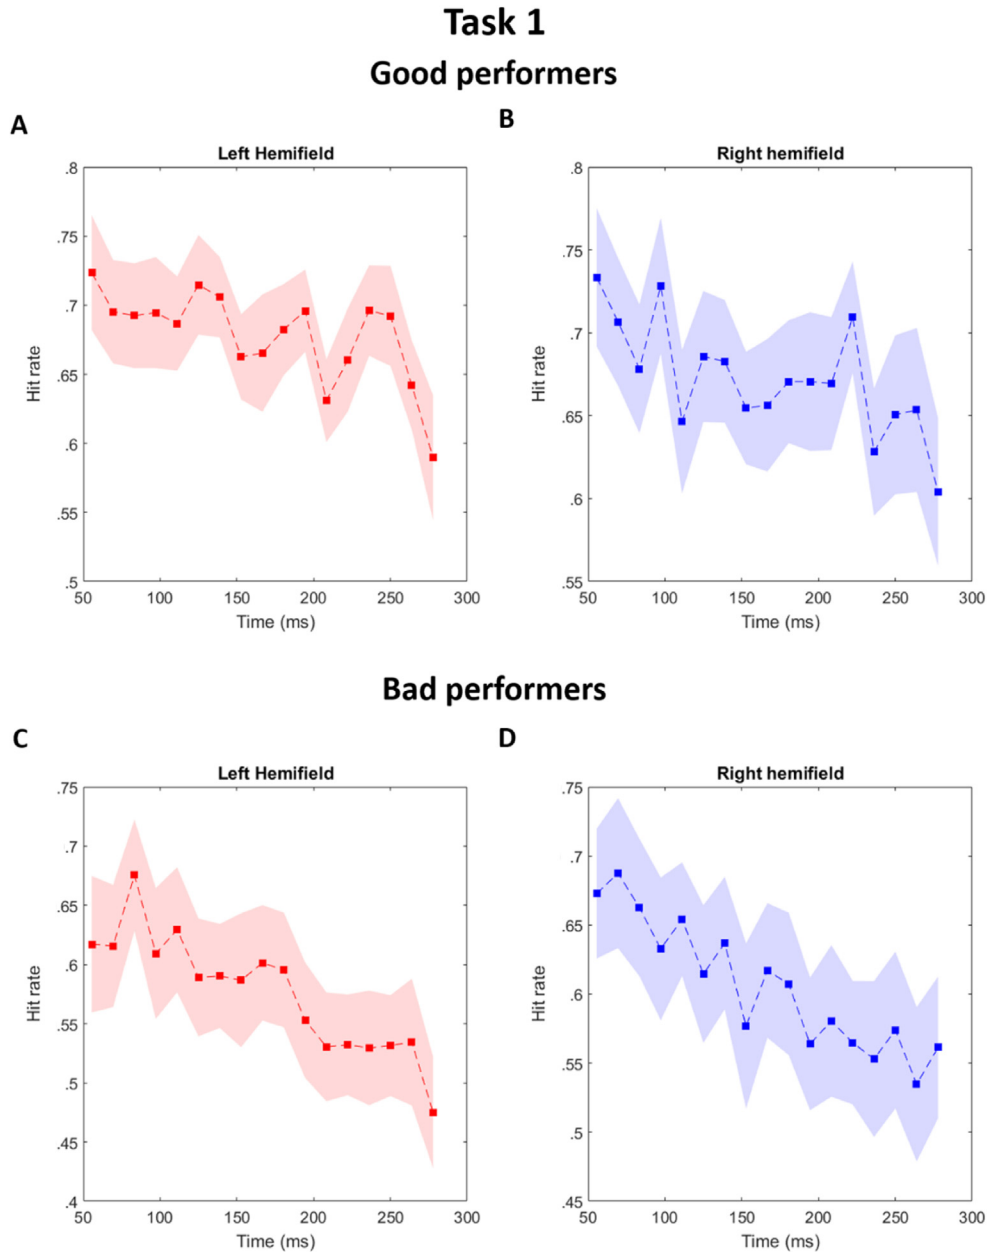 Task 1
Good performers
A
B
Left Hemifield
Right hemifield
.8
.75
.7
.65
.6
.55
.5
Hit rate
50 100 150 200 250 300
Time (ms)
.8
.75
.7
.65
.6
.55
Hit rate
50 100 150 200 250 300
Time (ms)
Bad performers
C
D
Left Hemifield
Right hemifield
.75
.7
.65
.6
.55
.5
.45
.4
Hit rate
50 100 150 200 250 300
Time (ms)
.75
.7
.65
.6
.55
.5
.45
Hit rate
50 100 150 200 250 300
Time (ms)